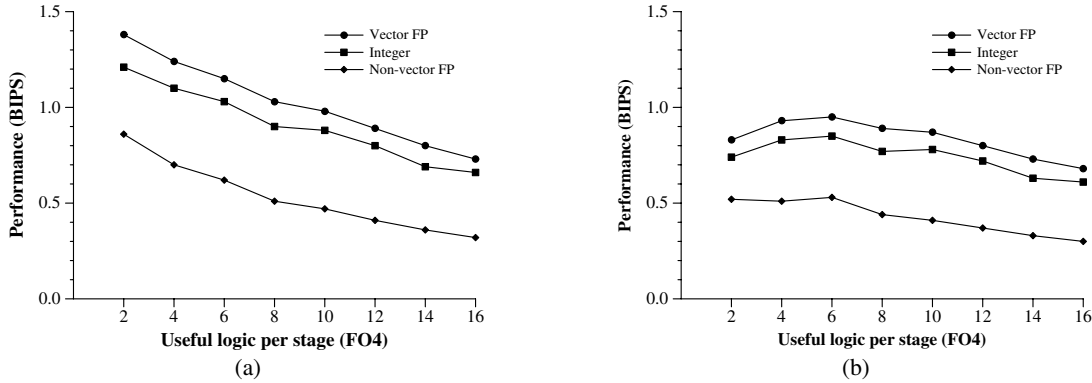 1.5
1.0
0.5
0.0
Performance (BIPS)
Vector FP
Integer
Non-vector FP
2 4 6 8 10 12 14 16
Useful logic per stage (FO4)
(a)
1.5
1.0
0.5
0.0
Performance (BIPS)
Vector FP
Integer
Non-vector FP
2 4 6 8 10 12 14 16
Useful logic per stage (FO4)
(b)